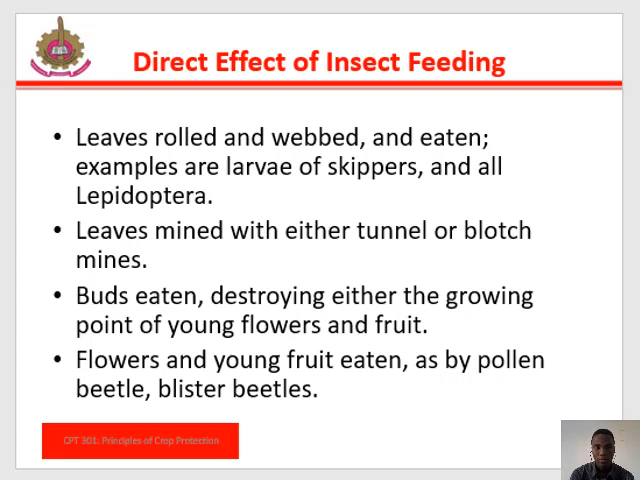 Direct Effect of Insect Feeding
• Leaves rolled and webbed, and eaten;
examples are larvae of skippers, and all
Lepidoptera.
• Leaves mined with either tunnel or blotch
mines.
• Buds eaten, destroying either the growing
point of young flowers and fruit.
• Flowers and young fruit eaten, as by pollen
beetle, blister beetles.
CPT 301: Principles of Crop Protection